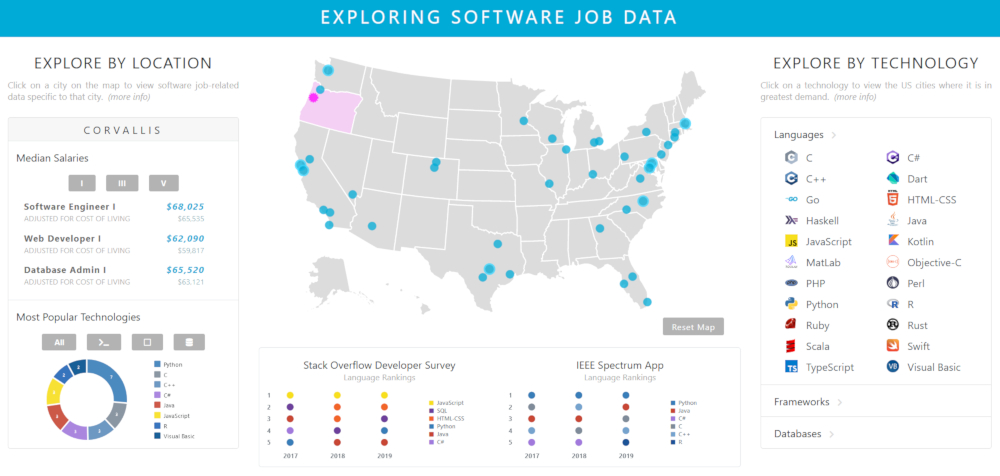 EXPLORING SOFTWARE JOB DATA
EXPLORE BY LOCATION
Click on a city on the map to view software job-related
data specific to that city. (more info)
CORVALLIS
Median Salaries
I III V
Software Engineer I $68,025
ADJUSTED FOR COST OF LIVING $65,535
Web Developer I $62,090
ADJUSTED FOR COST OF LIVING $59,817
Database Admin I $65,520
ADJUSTED FOR COST OF LIVING $63,121
Most Popular Technologies
All
Python
C
C++
C#
Java
JavaScript
R
Visual Basic
Reset Map
Stack Overflow Developer Survey
Language Rankings
1
2
3
4
5
2017 2018 2019
JavaScript
SQL
HTML-CSS
Python
Java
C#
IEEE Spectrum App
Language Rankings
1
2
3
4
5
2017 2018 2019
Python
Java
C#
C
C++
R
EXPLORE BY TECHNOLOGY
Click on a technology to view the US cities where it is in
greatest demand. (more info)
Languages
C C#
C++ Dart
Go HTML-CSS
Haskell Java
JavaScript Kotlin
MatLab Objective-C
PHP Perl
Python R
Ruby Rust
Scala Swift
TypeScript Visual Basic
Frameworks
Databases